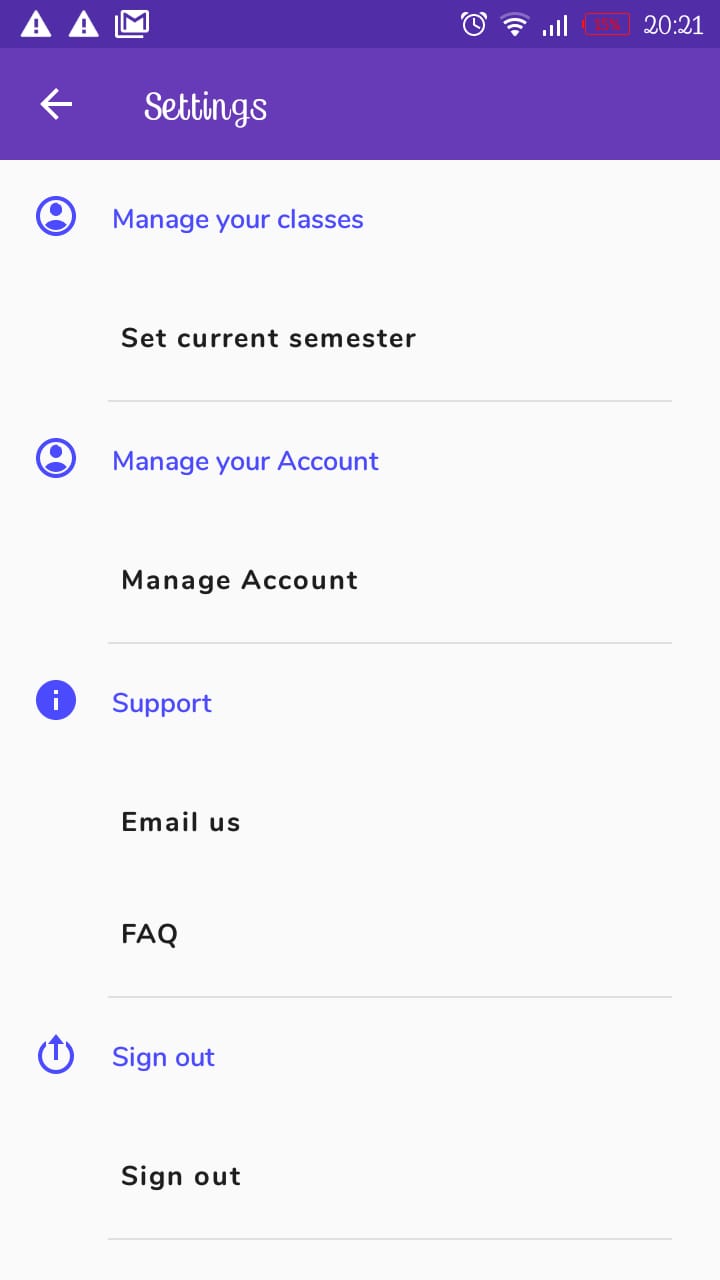 55% 20:21
Settings
Manage your classes
Set current semester
Manage your Account
Manage Account
Support
Email us
FAQ
Sign out
Sign out